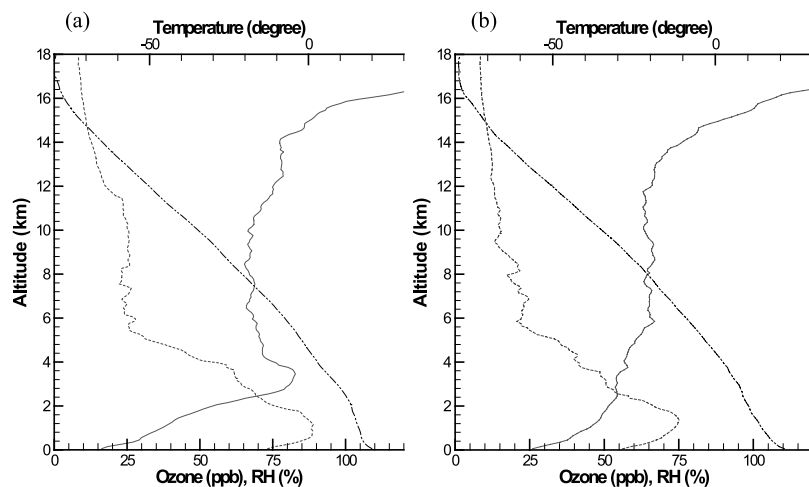 (a) Temperature (degree) (b) Temperature (degree)
-50 0 -50 0
18 18
16 16
14 14
12 12
10 10
8 8
6 6
4 4
2 2
0 0
Altitude (km) Altitude (km)
0 25 50 75 100 0 25 50 75 100
Ozone (ppb), RH (%) Ozone (ppb), RH (%)